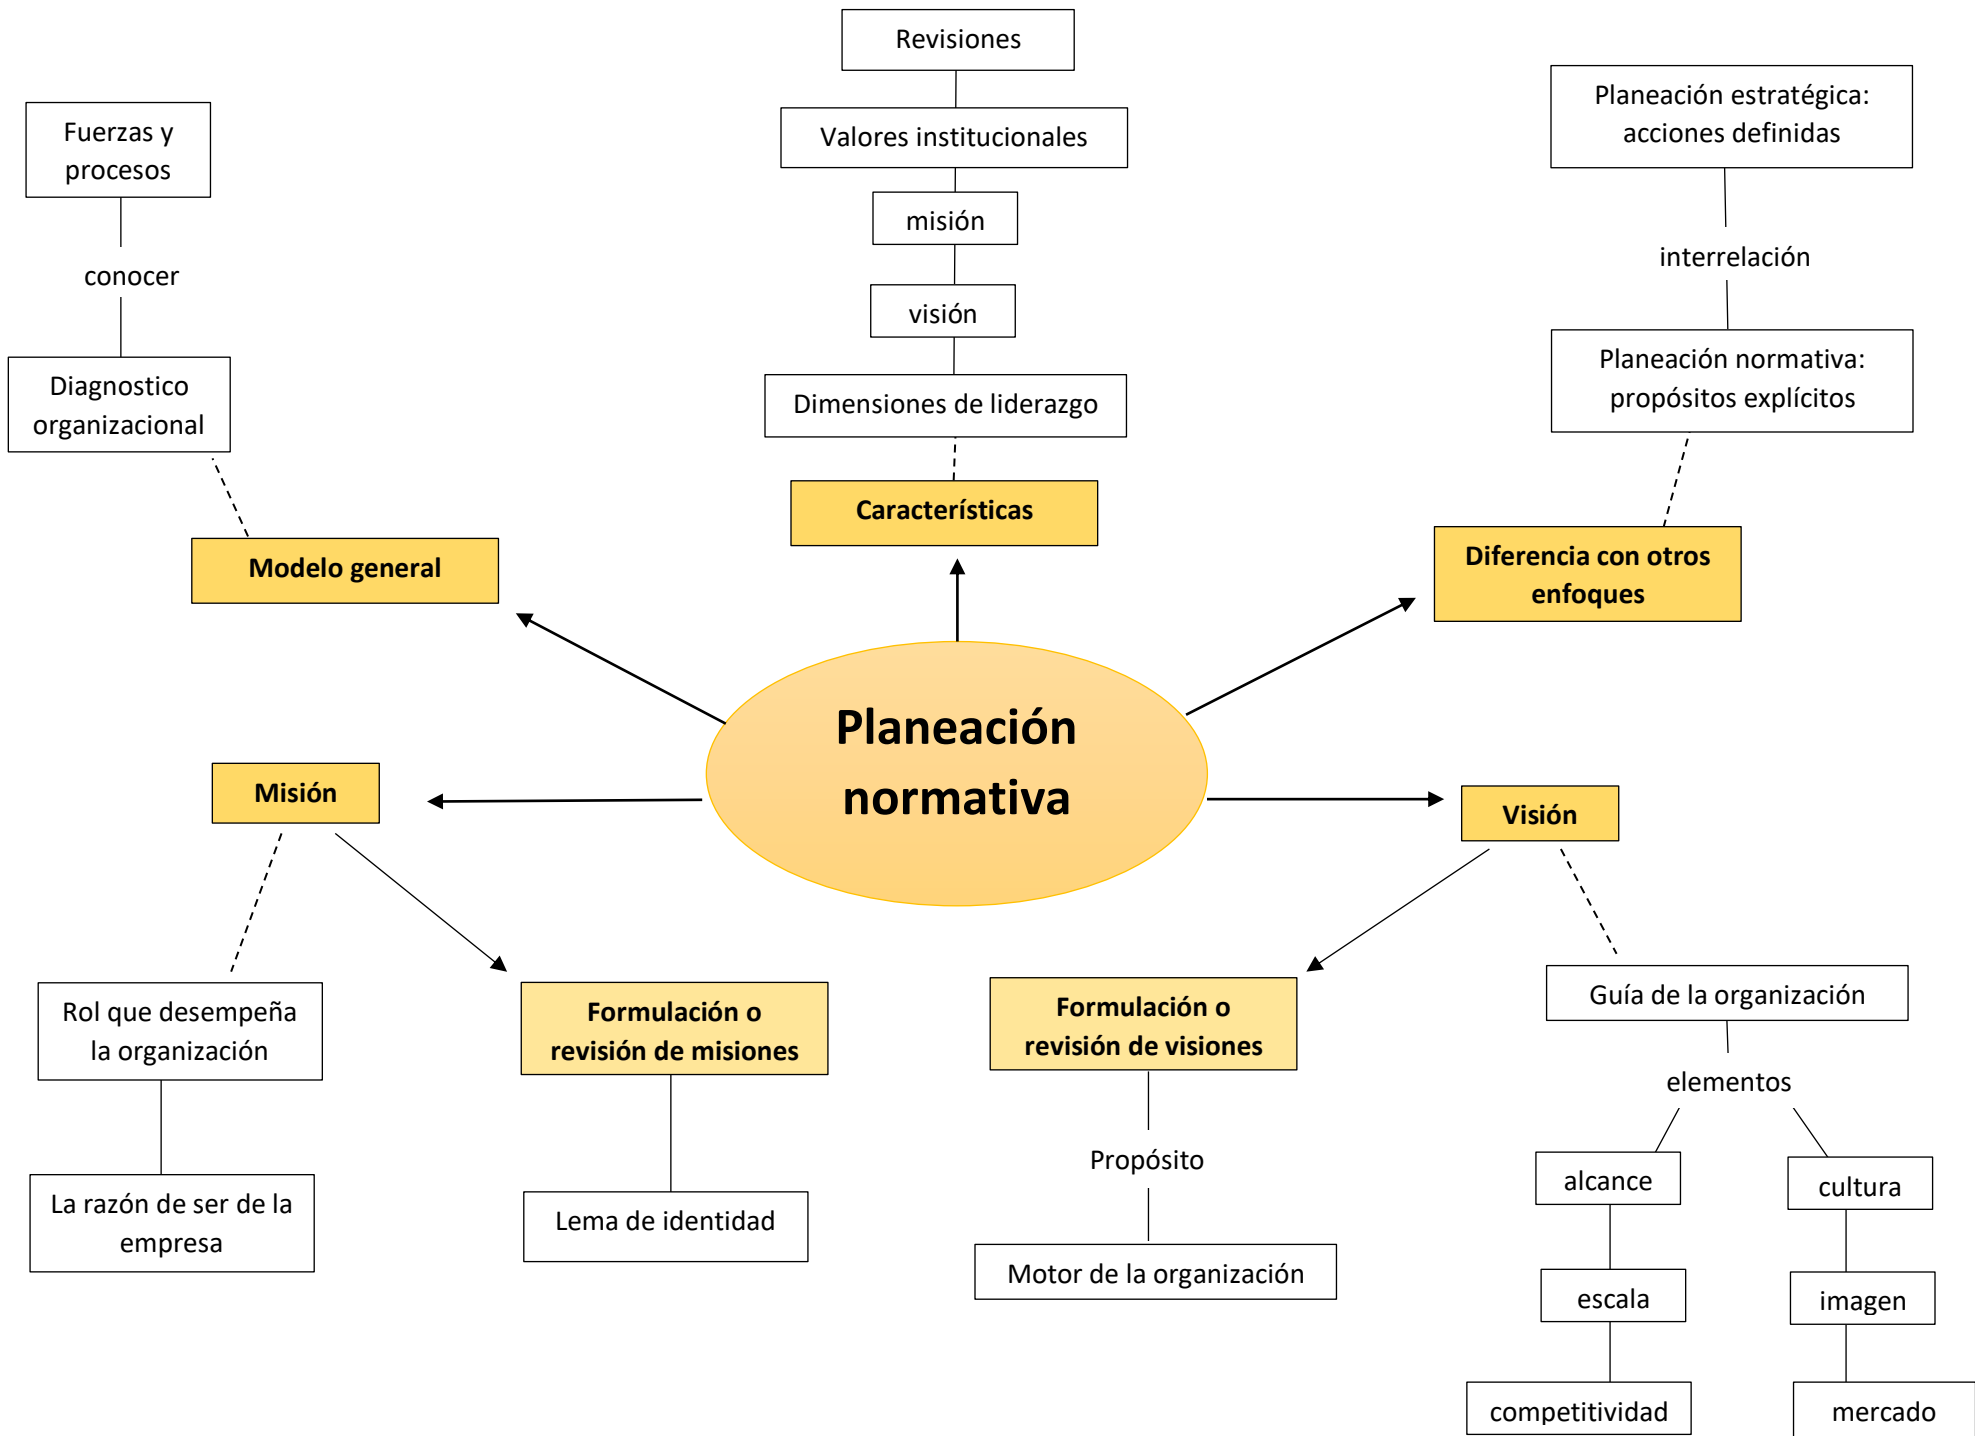 Revisiones
Planeación estratégica:
acciones definidas
Fuerzas y
procesos
Valores institucionales
misión
interrelación
conocer
visión
Planeación normativa:
propósitos explícitos
Diagnostico
organizacional
Dimensiones de liderazgo
Características
Modelo general
Diferencia con otros
enfoques
Planeación
normativa
Misión
Visión
Rol que desempeña
la organización
Formulación o
revisión de misiones
Formulación o
revisión de visiones
Guía de la organización
elementos
Propósito
alcance
cultura
La razón de ser de la
empresa
Lema de identidad
Motor de la organización
escala
imagen
competitividad
mercado